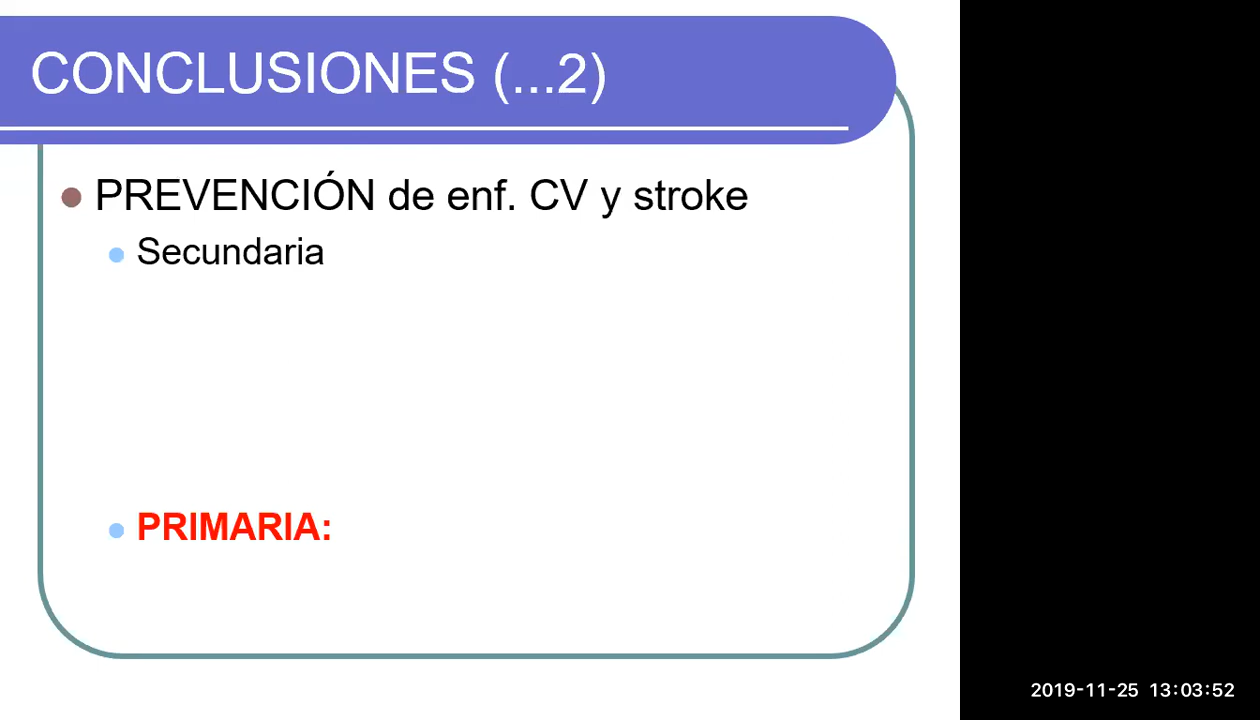 CONCLUSIONES (...2)
PREVENCIÓN de enf. CV y stroke
Secundaria
PRIMARIA:
2019-11-25 13:03:52